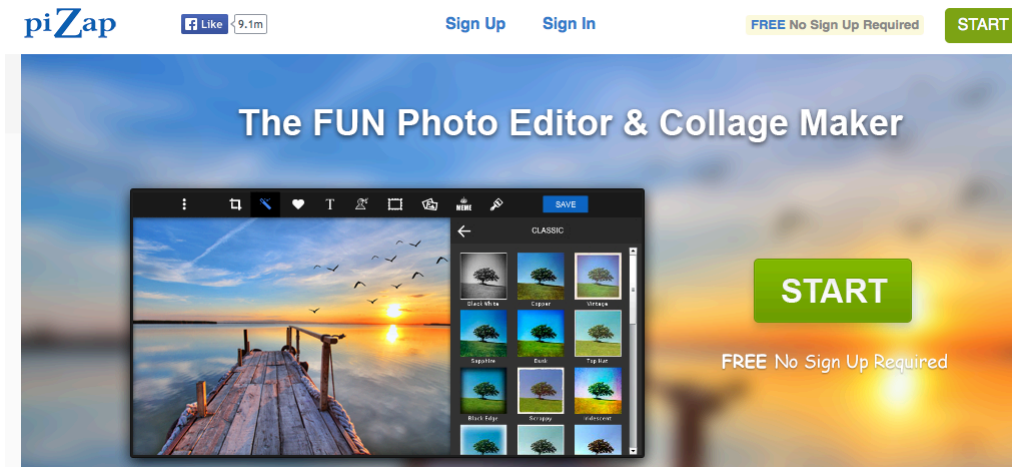 piZap
Like 9.1m
Sign Up Sign In
FREE No Sign Up Required
START
The FUN Photo Editor & Collage Maker
T MEME SAVE
CLASSIC
Black White Copper Vintage
Sapphire Dusk Top Hat
Black Edge Scrappy Iridescent
START
FREE No Sign Up Required